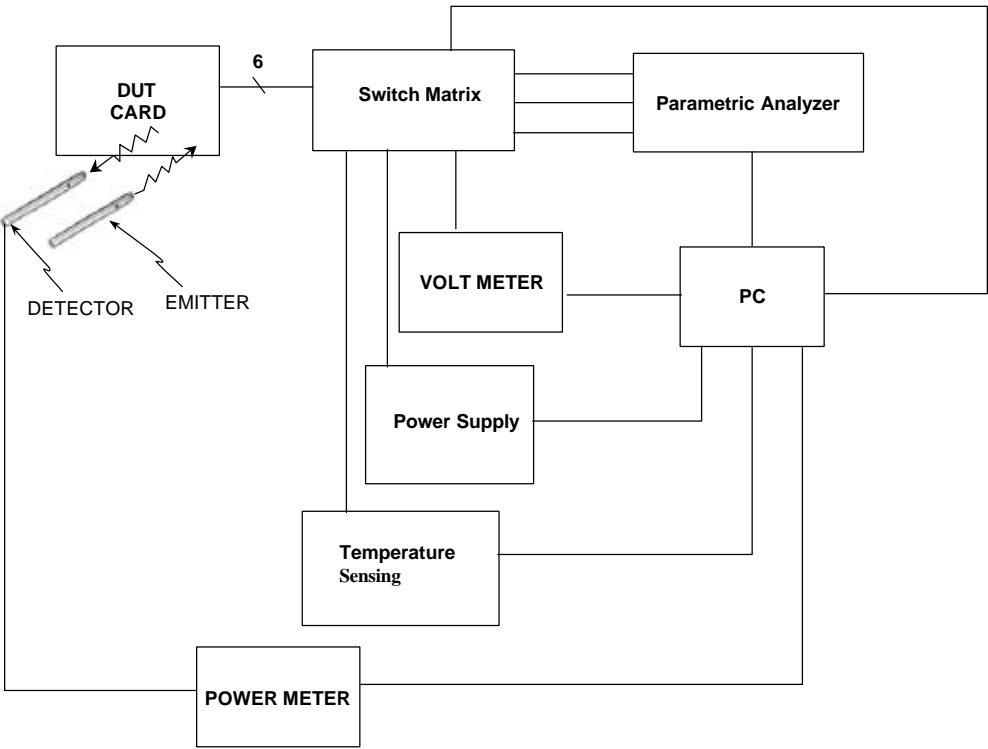 6
DUT
CARD
Switch Matrix
Parametric Analyzer
VOLT METER
PC
DETECTOR
EMITTER
Power Supply
Temperature
Sensing
POWER METER